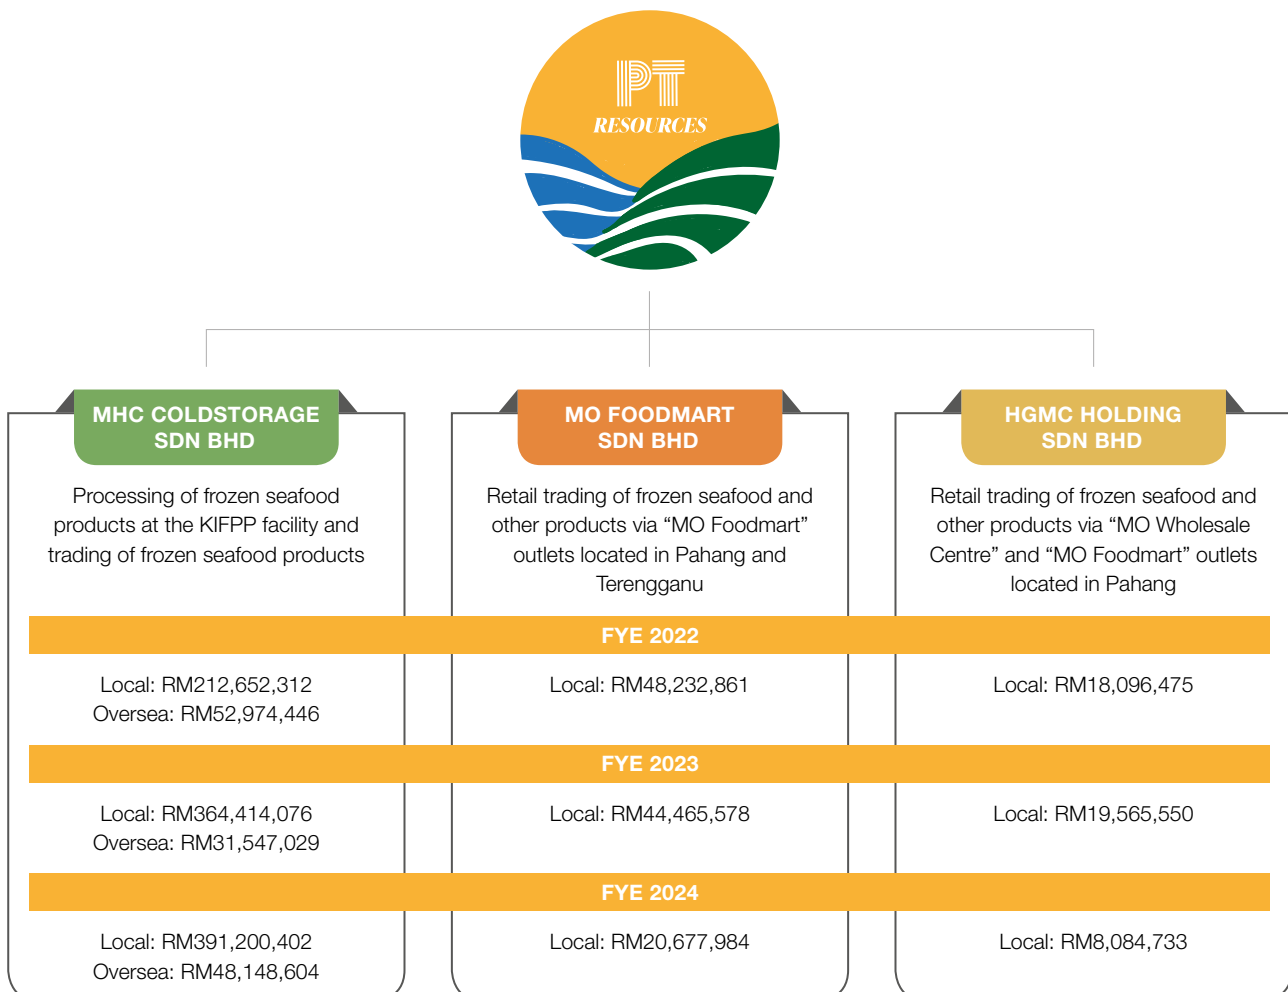 PT
RESOURCES
MHC COLDSTORAGE
SDN BHD
Processing of frozen seafood
products at the KIFPP facility and
trading of frozen seafood products
MO FOODMART
SDN BHD
Retail trading of frozen seafood and
other products via “MO Foodmart”
outlets located in Pahang and
Terengganu
HGMC HOLDING
SDN BHD
Retail trading of frozen seafood and
other products via “MO Wholesale
Centre” and “MO Foodmart” outlets
located in Pahang
FYE 2022
Local: RM212,652,312
Oversea: RM52,974,446
Local: RM48,232,861
Local: RM18,096,475
FYE 2023
Local: RM364,414,076
Oversea: RM31,547,029
Local: RM44,465,578
Local: RM19,565,550
FYE 2024
Local: RM391,200,402
Oversea: RM48,148,604
Local: RM20,677,984
Local: RM8,084,733